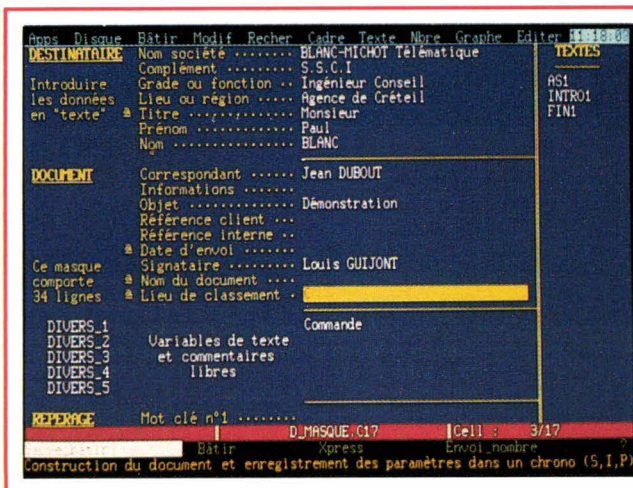 Apps Disque Bâtir Modif Recher Cadre Texte Nbre Graphe Editer 11:18:08
DESTINATAIRE Nom société ........ BLANC-MICHOT Télématique TEXTES
Complément .......... S.S.C.I
Introduire Grade ou fonction .. Ingénieur Conseil AS1
les données Lieu ou région ..... Agence de Créteil INTRO1
en "texte" Titre .............. Monsieur FIN1
Prénom ............. Paul
Nom ................ BLANC
DOCUMENT Correspondant ...... Jean DUBOUT
Informations .......
Objet .............. Démonstration
Référence client ...
Référence interne ..
Date d'envoi .......
Ce masque Signataire ......... Louis GUIJONT
comporte Nom du document ....
34 lignes Lieu de classement .
DIVERS_1 Commande
DIVERS_2 Variables de texte
DIVERS_3 et commentaires
DIVERS_4 libres
DIVERS_5
REPERAGE Mot clé n°1 ........
D_MASQUE.C17 Cell : 3/17
Bâtir Xpress Envoi_nombre ?
Construction du document et enregistrement des paramètres dans un chrono (S,I,P)